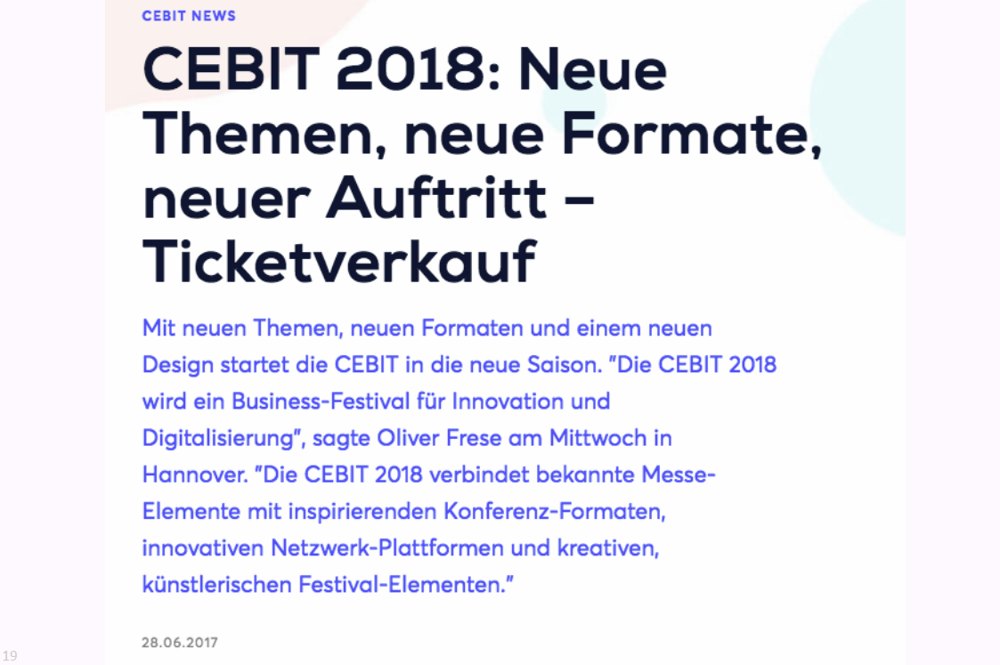 CEBIT NEWS
CEBIT 2018: Neue
Themen, neue Formate,
neuer Auftritt –
Ticketverkauf
Mit neuen Themen, neuen Formaten und einem neuen
Design startet die CEBIT in die neue Saison. "Die CEBIT 2018
wird ein Business-Festival für Innovation und
Digitalisierung", sagte Oliver Frese am Mittwoch in
Hannover. "Die CEBIT 2018 verbindet bekannte Messe-
Elemente mit inspirierenden Konferenz-Formaten,
innovativen Netzwerk-Plattformen und kreativen,
künstlerischen Festival-Elementen."
28.06.2017
19